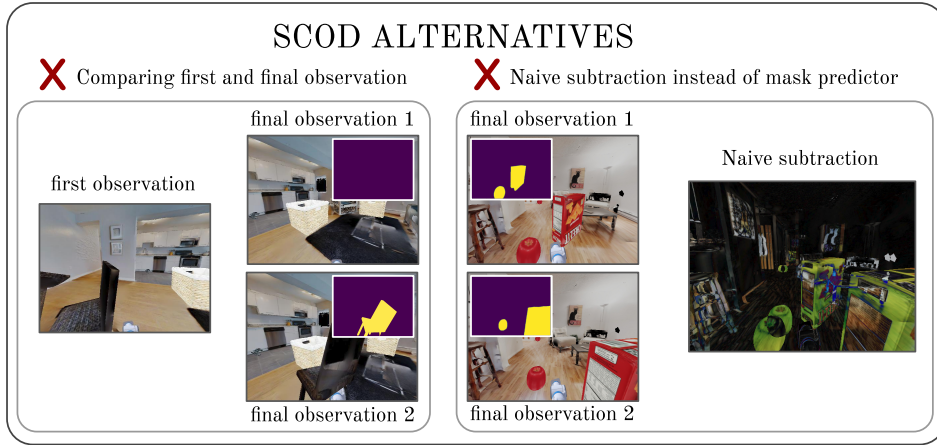 SCOD ALTERNATIVES
X Comparing first and final observation
X Naive subtraction instead of mask predictor
final observation 1
first observation
final observation 2
final observation 1
final observation 2
Naive subtraction